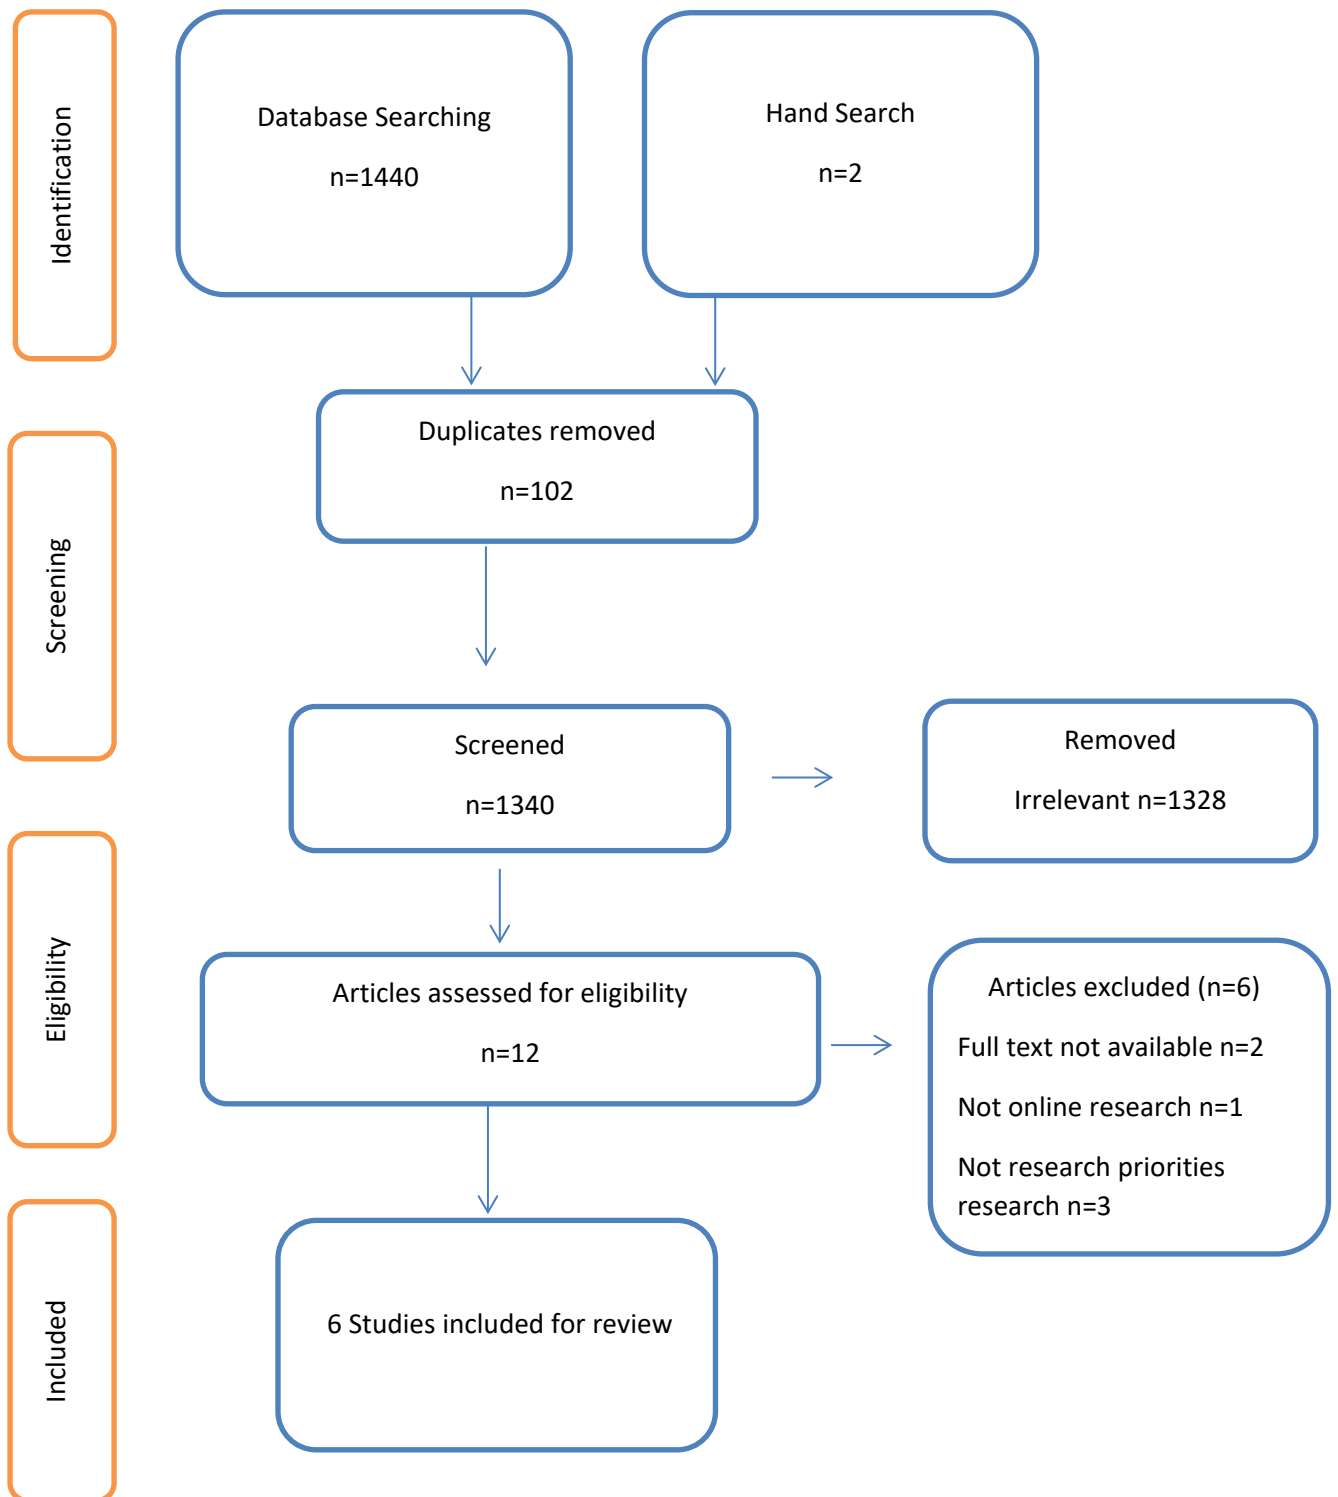 Identification
Database Searching
n=1440
Hand Search
n=2
Duplicates removed
n=102
Screening
Screened
n=1340
Removed
Irrelevant n=1328
Eligibility
Articles assessed for eligibility
n=12
Articles excluded (n=6)
Full text not available n=2
Not online research n=1
Not research priorities
research n=3
Included
6 Studies included for review